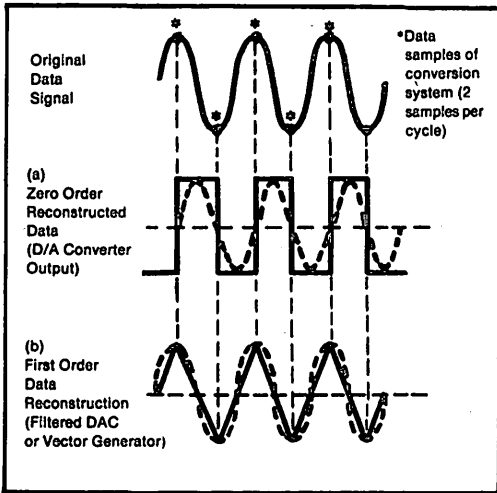 Original
Data
Signal
*Data
samples of
conversion
system (2
samples per
cycle)
(a)
Zero Order
Reconstructed
Data
(D/A Converter
Output)
(b)
First Order
Data
Reconstruction
(Filtered DAC
or Vector Generator)